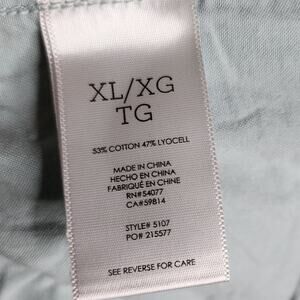 XL/XG
TG
53% COTTON 47% LYOCELL
MADE IN CHINA
HECHO EN CHINA
FABRIQUÉ EN CHINE
RN#54077
CA#59814
STYLE# 5107
PO# 215577
SEE REVERSE FOR CARE